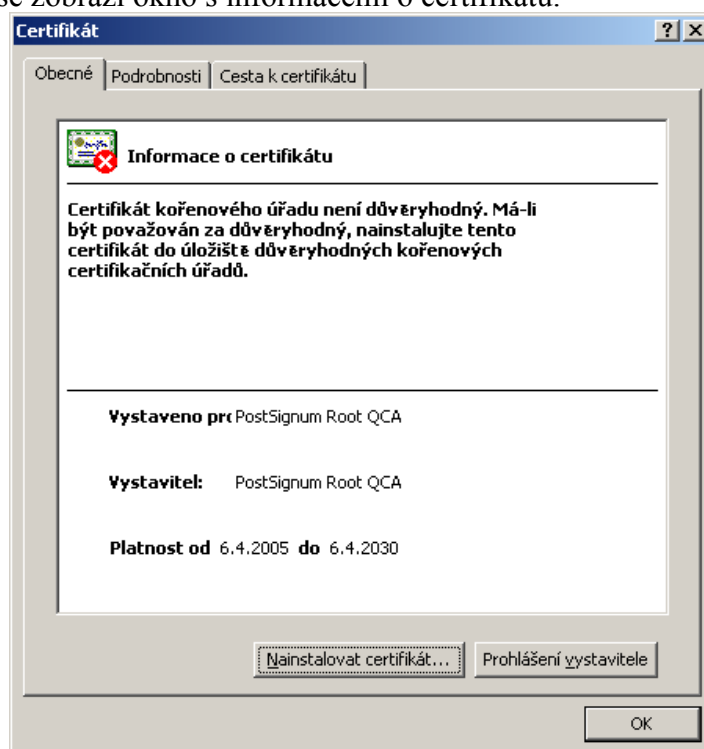 se zobrazí okno s informacemi o certifikátu.
Certifikát
Obecné Podrobnosti Cesta k certifikátu
Informace o certifikátu
Certifikát kořenového úřadu není důvěryhodný. Má-li
být považován za důvěryhodný, nainstalujte tento
certifikát do úložiště důvěryhodných kořenových
certifikačních úřadů.
Vystaveno pro PostSignum Root QCA
Vystavitel: PostSignum Root QCA
Platnost od 6.4.2005 do 6.4.2030
Nainstalovat certifikát... Prohlášení vystavitele
OK